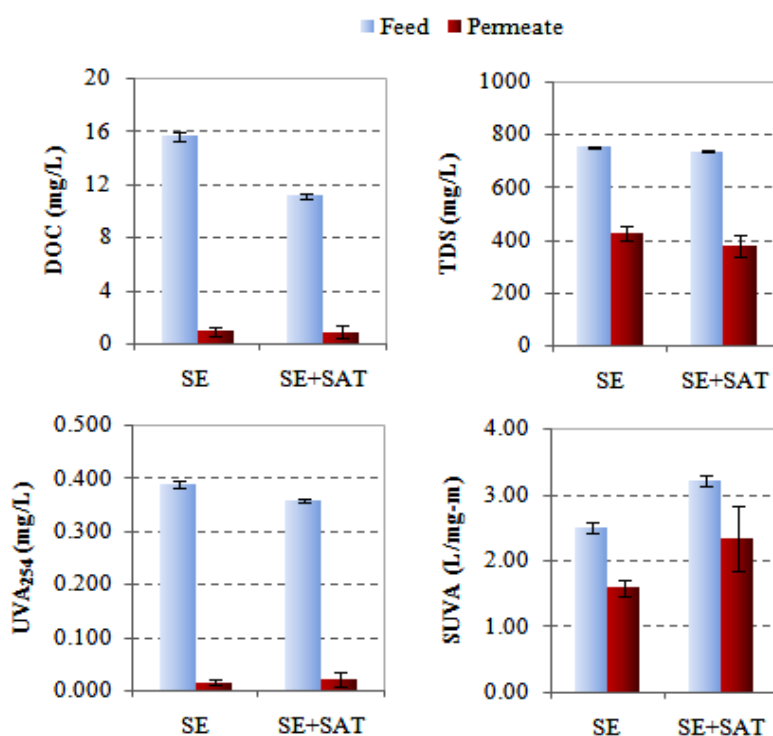 Feed Permeate
DOC (mg/L)
20
16
12
8
4
0
SE SE+SAT
TDS (mg/L)
1000
800
600
400
200
0
SE SE+SAT
UVA254 (mg/L)
0.500
0.400
0.300
0.200
0.100
0.000
SE SE+SAT
SUVA (L/mg-m)
4.00
3.00
2.00
1.00
0.00
SE SE+SAT